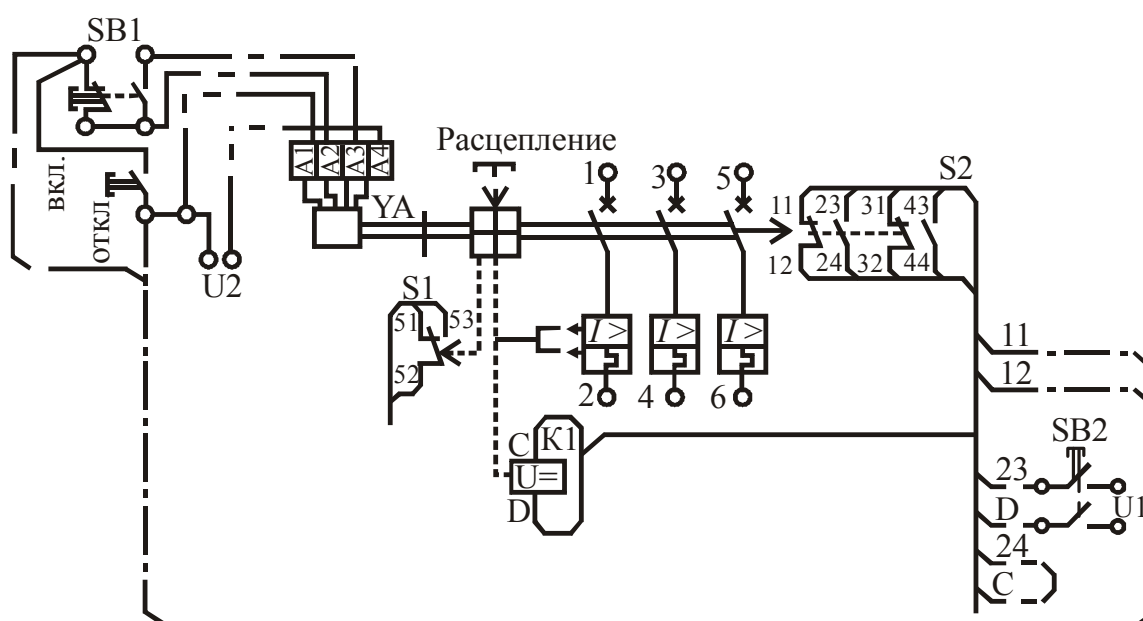 SB1
A1 A2 A3 A4
Расцепление
ВКЛ.
ОТКЛ
YA
U2
1 3 5
S2
11 23 31 43
12 24 32 44
S1
51 53
52
I > I > I >
2 4 6
11
12
C K1
U=
D
SB2
23
D U1
24
C